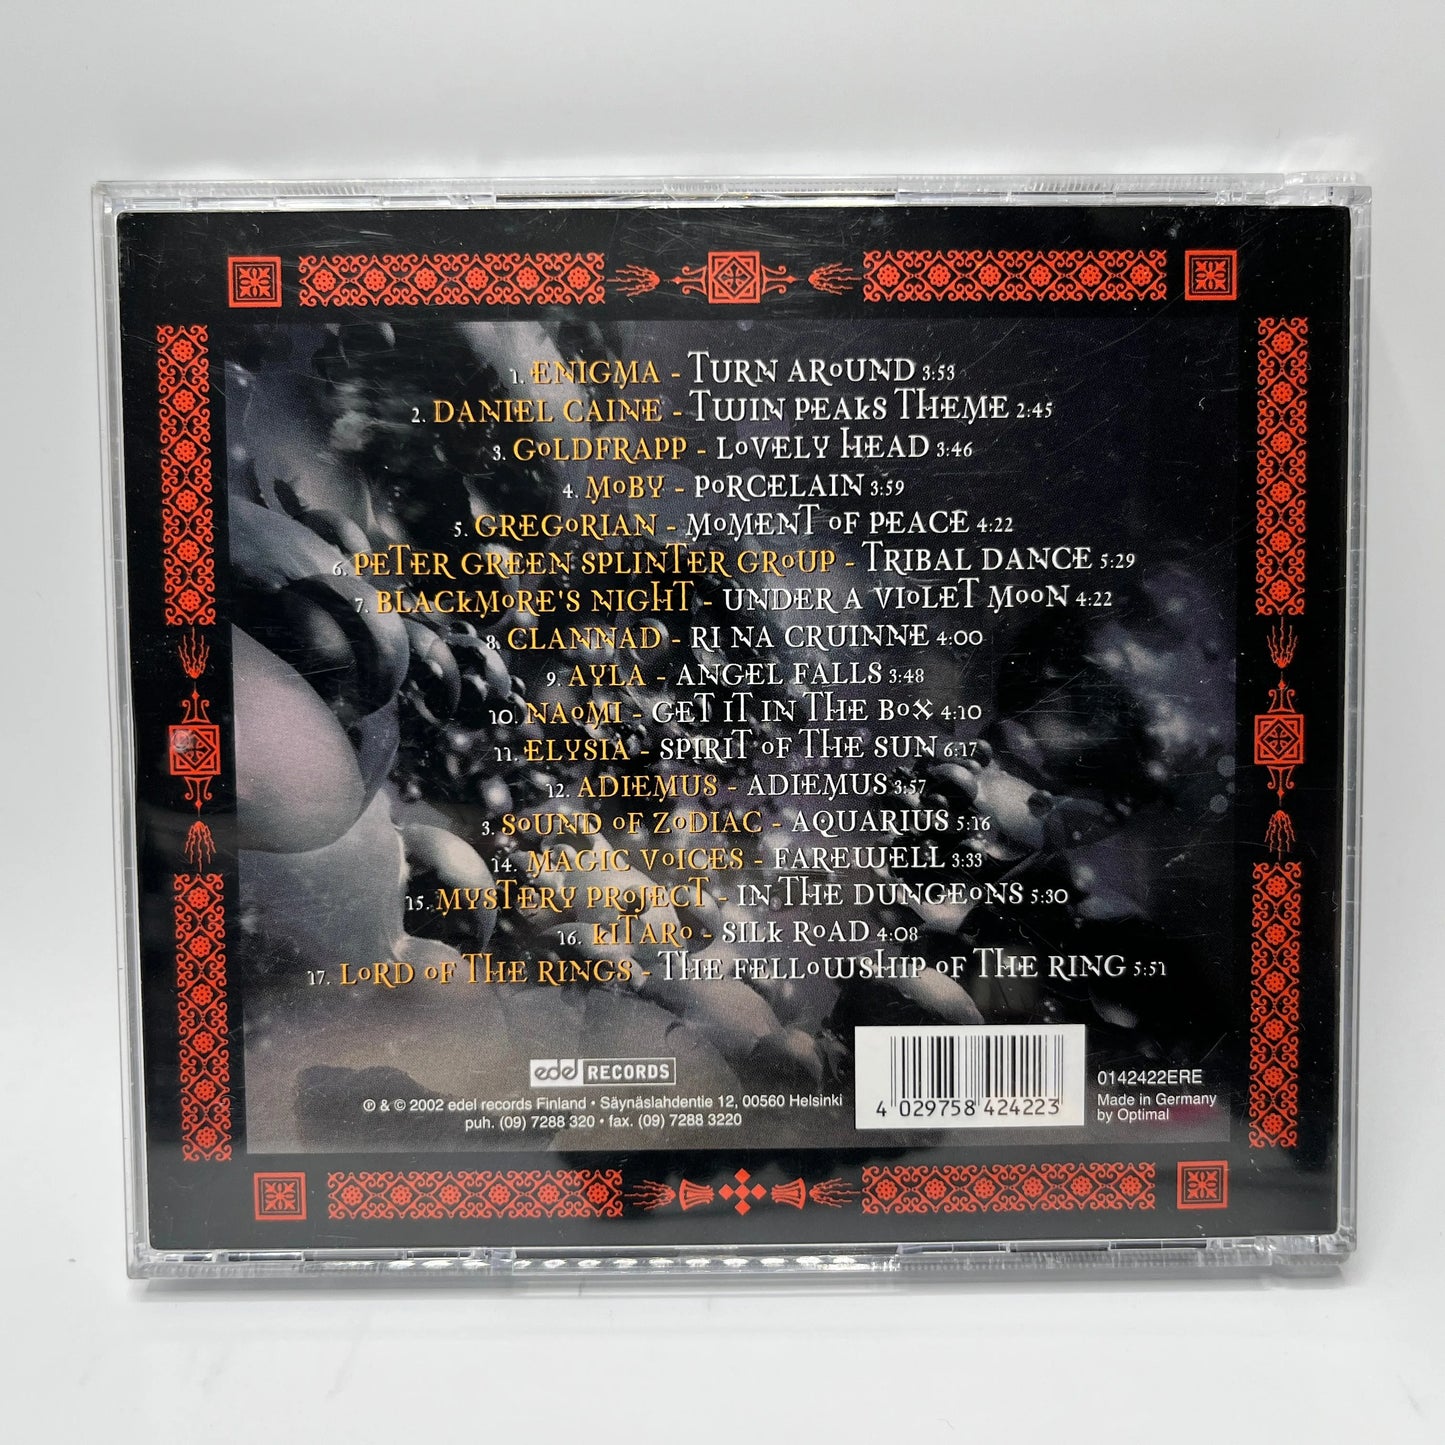 1. ENIGMA - TURN AROUND 3:53
2. DANIEL CAINE - TWIN PEAKS THEME 2:45
3. GOLDFRAPP - LOVELY HEAD 3:46
4. MOBY - PORCELAIN 3:59
5. GREGORIAN - MOMENT OF PEACE 4:22
6. PETER GREEN SPLINTER GROUP - TRIBAL DANCE 5:29
7. BLACKMORE'S NIGHT - UNDER A VIOLET MOON 4:22
8. CLANNAD - RI NA CRUINNE 4:00
9. AYLA - ANGEL FALLS 3:48
10. NAOMI - GET IT IN THE BOX 4:10
11. ELYSIA - SPIRIT OF THE SUN 6:17
12. ADIEMUS - ADIEMUS 3:57
3. SOUND OF ZODIAC - AQUARIUS 5:16
14. MAGIC VOICES - FAREWELL 3:33
15. MYSTERY PROJECT - IN THE DUNGEONS 5:30
16. KITARO - SILK ROAD 4:08
17. LORD OF THE RINGS - THE FELLOWSHIP OF THE RING 5:51
edel RECORDS
℗ & © 2002 edel records Finland • Säynäslahdentie 12, 00560 Helsinki
puh. (09) 7288 320 • fax. (09) 7288 3220
4 029758 424223
0142422ERE
Made in Germany
by Optimal